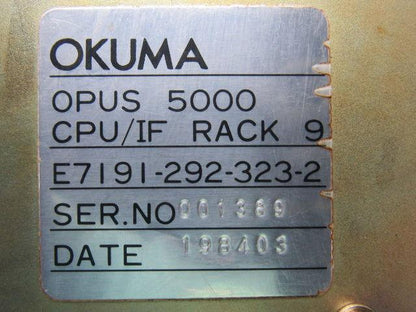 OKUMA
OPUS 5000
CPU/IF RACK 9
E7191-292-323-2
SER.NO 001369
DATE 198403